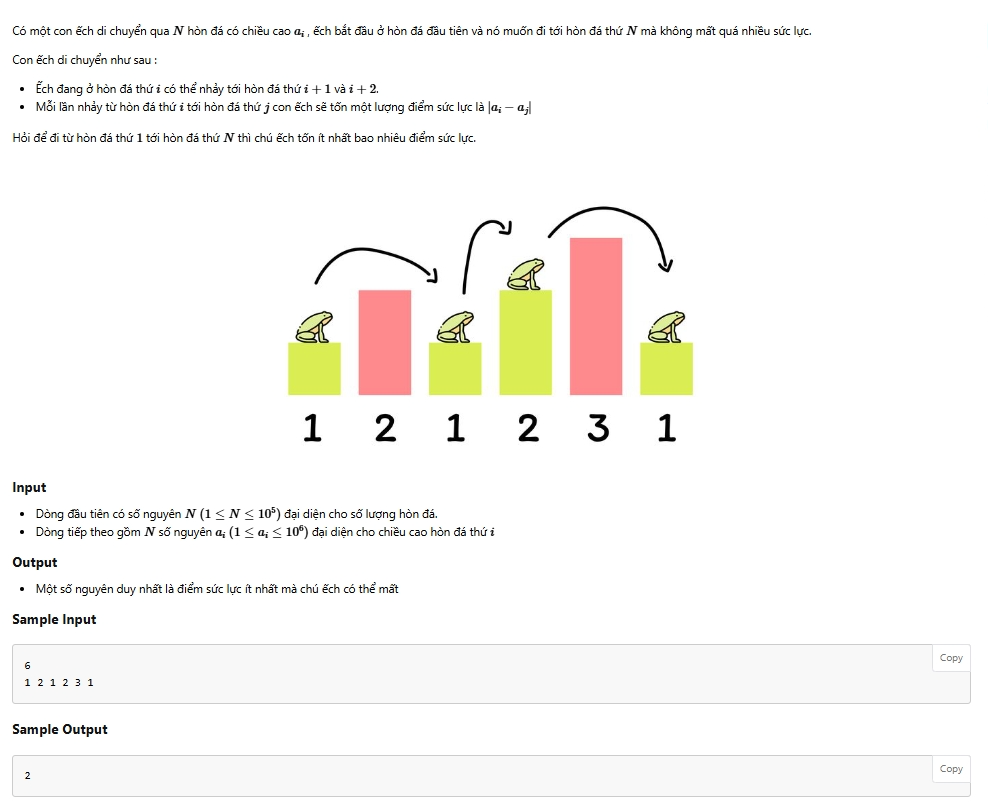 Có một con ếch di chuyển qua N hòn đá có chiều cao a_i , ếch bắt đầu ở hòn đá đầu tiên và nó muốn đi tới hòn đá thứ N mà không mất quá nhiều sức lực.
Con ếch di chuyển như sau :
• Ếch đang ở hòn đá thứ i có thể nhảy tới hòn đá thứ i + 1 và i + 2.
• Mỗi lần nhảy từ hòn đá thứ i tới hòn đá thứ j con ếch sẽ tốn một lượng điểm sức lực là |a_i − a_j|
Hỏi để đi từ hòn đá thứ 1 tới hòn đá thứ N thì chú ếch tốn ít nhất bao nhiêu điểm sức lực.
1 2 1 2 3 1
Input
• Dòng đầu tiên có số nguyên N (1 ≤ N ≤ 10^5) đại diện cho số lượng hòn đá.
• Dòng tiếp theo gồm N số nguyên a_i (1 ≤ a_i ≤ 10^6) đại diện cho chiều cao hòn đá thứ i
Output
• Một số nguyên duy nhất là điểm sức lực ít nhất mà chú ếch có thể mất
Sample Input
Copy
6
1 2 1 2 3 1
Sample Output
Copy
2